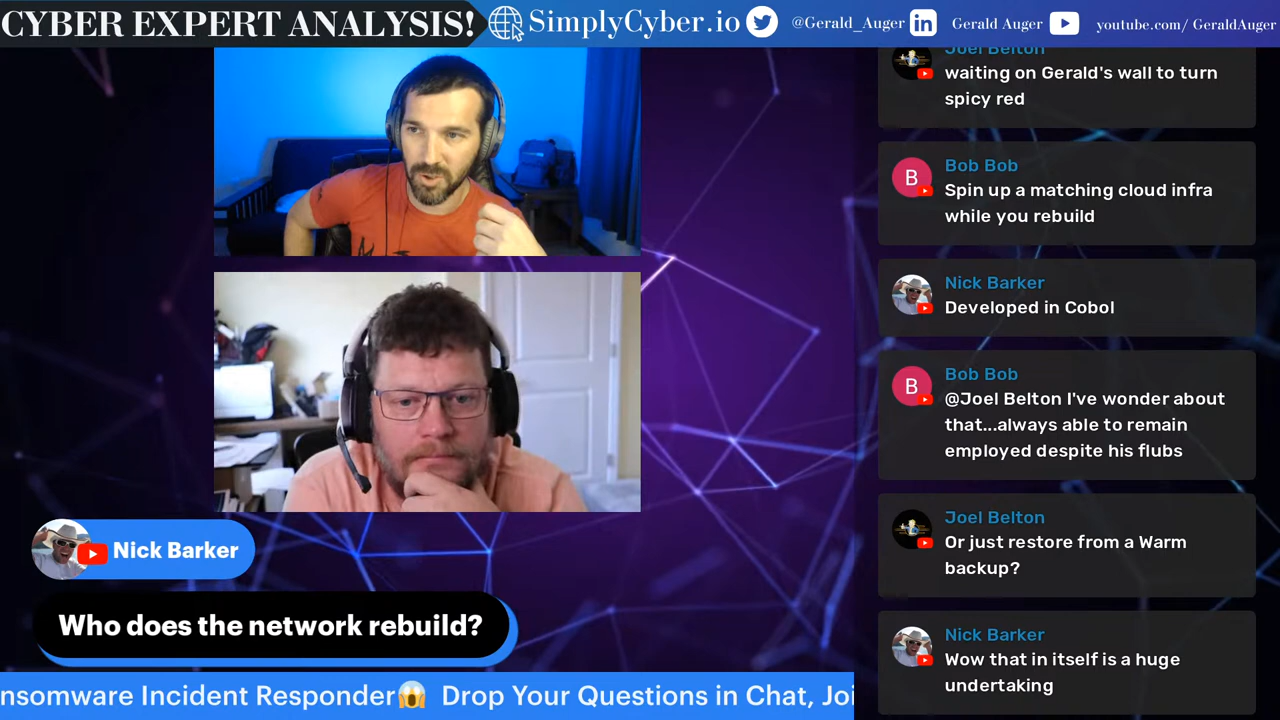 CYBER EXPERT ANALYSIS!
SimplyCyber.io
@Gerald_Auger
Gerald Auger
youtube.com/ GeraldAuger
Joel Belton
waiting on Gerald's wall to turn
spicy red
B
Bob Bob
Spin up a matching cloud infra
while you rebuild
Nick Barker
Developed in Cobol
B
Bob Bob
@Joel Belton I've wonder about
that...always able to remain
employed despite his flubs
Joel Belton
Or just restore from a Warm
backup?
Nick Barker
Wow that in itself is a huge
undertaking
Nick Barker
Who does the network rebuild?
nsomware Incident Responder😱 Drop Your Questions in Chat, Joi